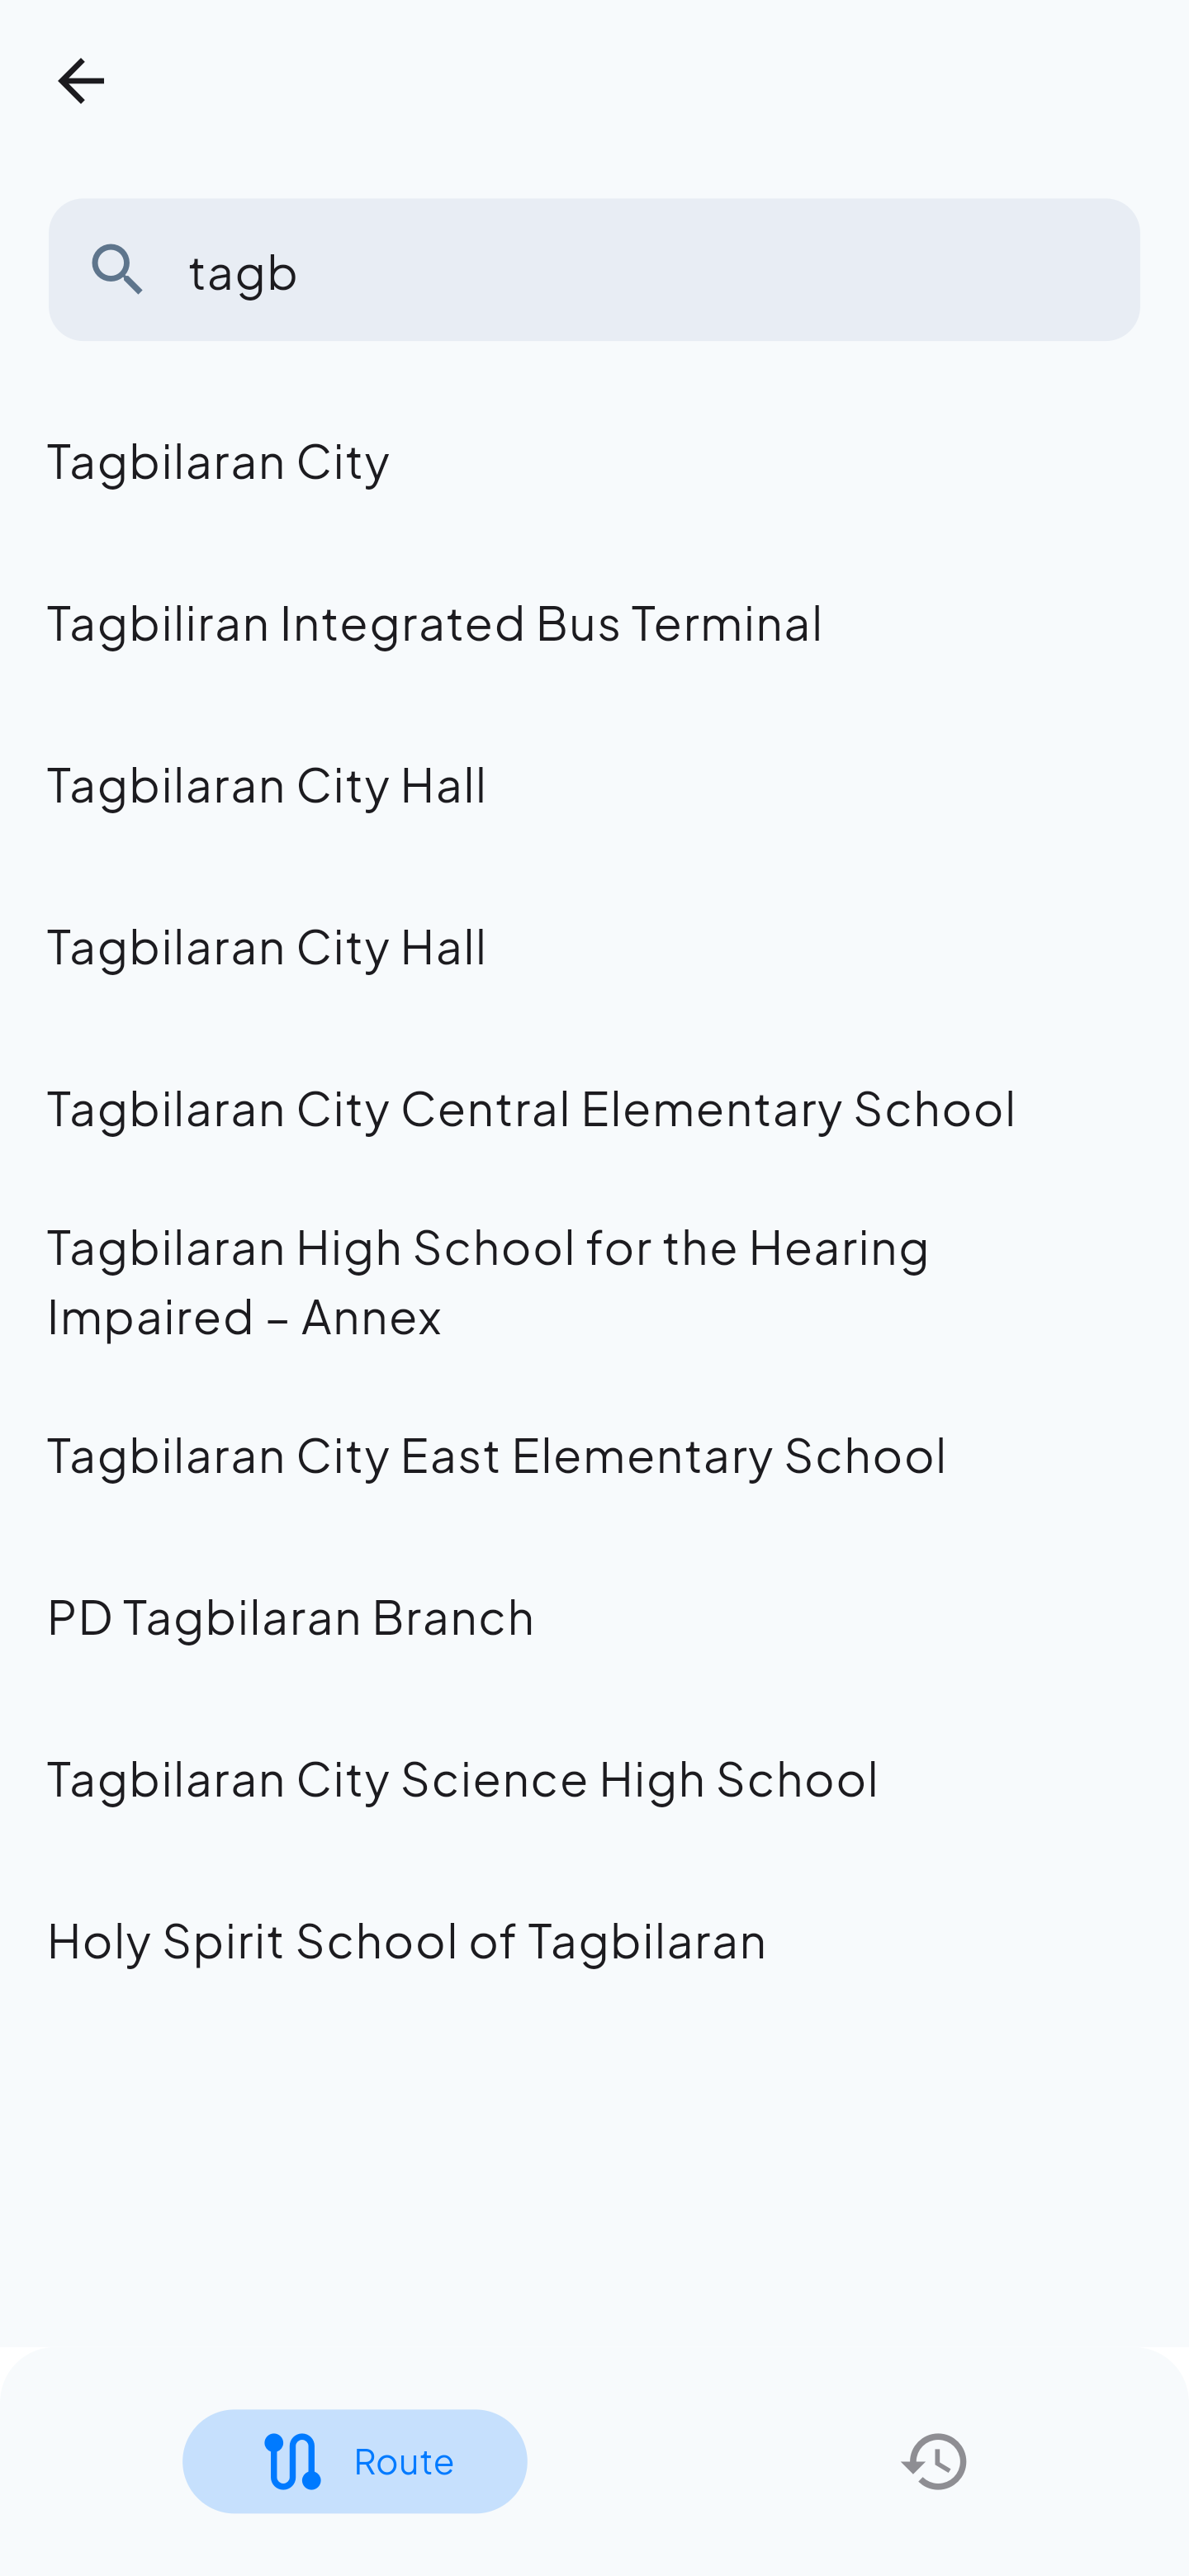 tagb
Tagbilaran City
Tagbiliran Integrated Bus Terminal
Tagbilaran City Hall
Tagbilaran City Hall
Tagbilaran City Central Elementary School
Tagbilaran High School for the Hearing
Impaired – Annex
Tagbilaran City East Elementary School
PD Tagbilaran Branch
Tagbilaran City Science High School
Holy Spirit School of Tagbilaran
Route